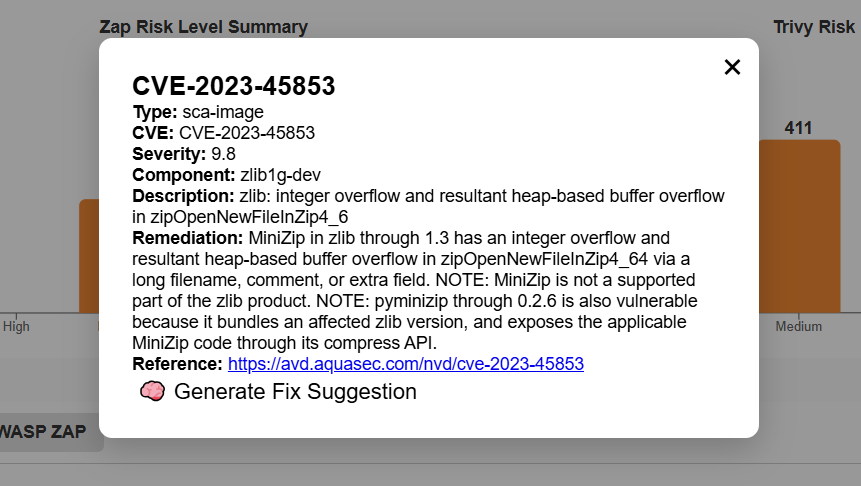 Zap Risk Level Summary
Trivy Risk
CVE-2023-45853
Type: sca-image
CVE: CVE-2023-45853
Severity: 9.8
Component: zlib1g-dev
Description: zlib: integer overflow and resultant heap-based buffer overflow
in zipOpenNewFileInZip4_6
Remediation: MiniZip in zlib through 1.3 has an integer overflow and
resultant heap-based buffer overflow in zipOpenNewFileInZip4_64 via a
long filename, comment, or extra field. NOTE: MiniZip is not a supported
part of the zlib product. NOTE: pyminizip through 0.2.6 is also vulnerable
because it bundles an affected zlib version, and exposes the applicable
MiniZip code through its compress API.
Reference: https://avd.aquasec.com/nvd/cve-2023-45853
Generate Fix Suggestion
411
High
Medium
WASP ZAP